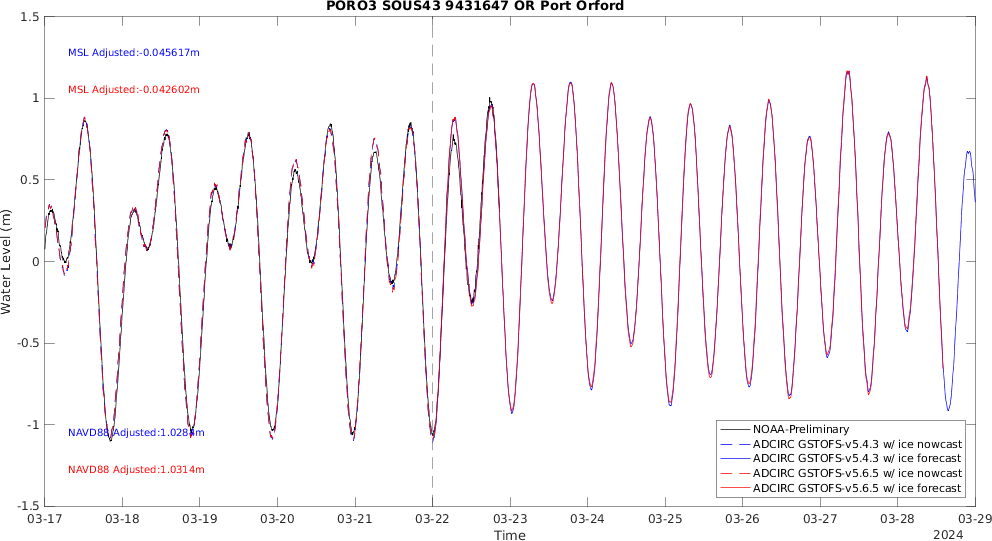 PORO3 SOUS43 9431647 OR Port Orford
1.5
MSL Adjusted:-0.045617m
MSL Adjusted:-0.042602m
1
0.5
0
-0.5
-1
-1.5
Water Level (m)
NAVD88 Adjusted:1.0284m
NAVD88 Adjusted:1.0314m
NOAA-Preliminary
ADCIRC GSTOFS-v5.4.3 w/ ice nowcast
ADCIRC GSTOFS-v5.4.3 w/ ice forecast
ADCIRC GSTOFS-v5.6.5 w/ ice nowcast
ADCIRC GSTOFS-v5.6.5 w/ ice forecast
03-17 03-18 03-19 03-20 03-21 03-22 03-23 03-24 03-25 03-26 03-27 03-28 03-29
Time
2024